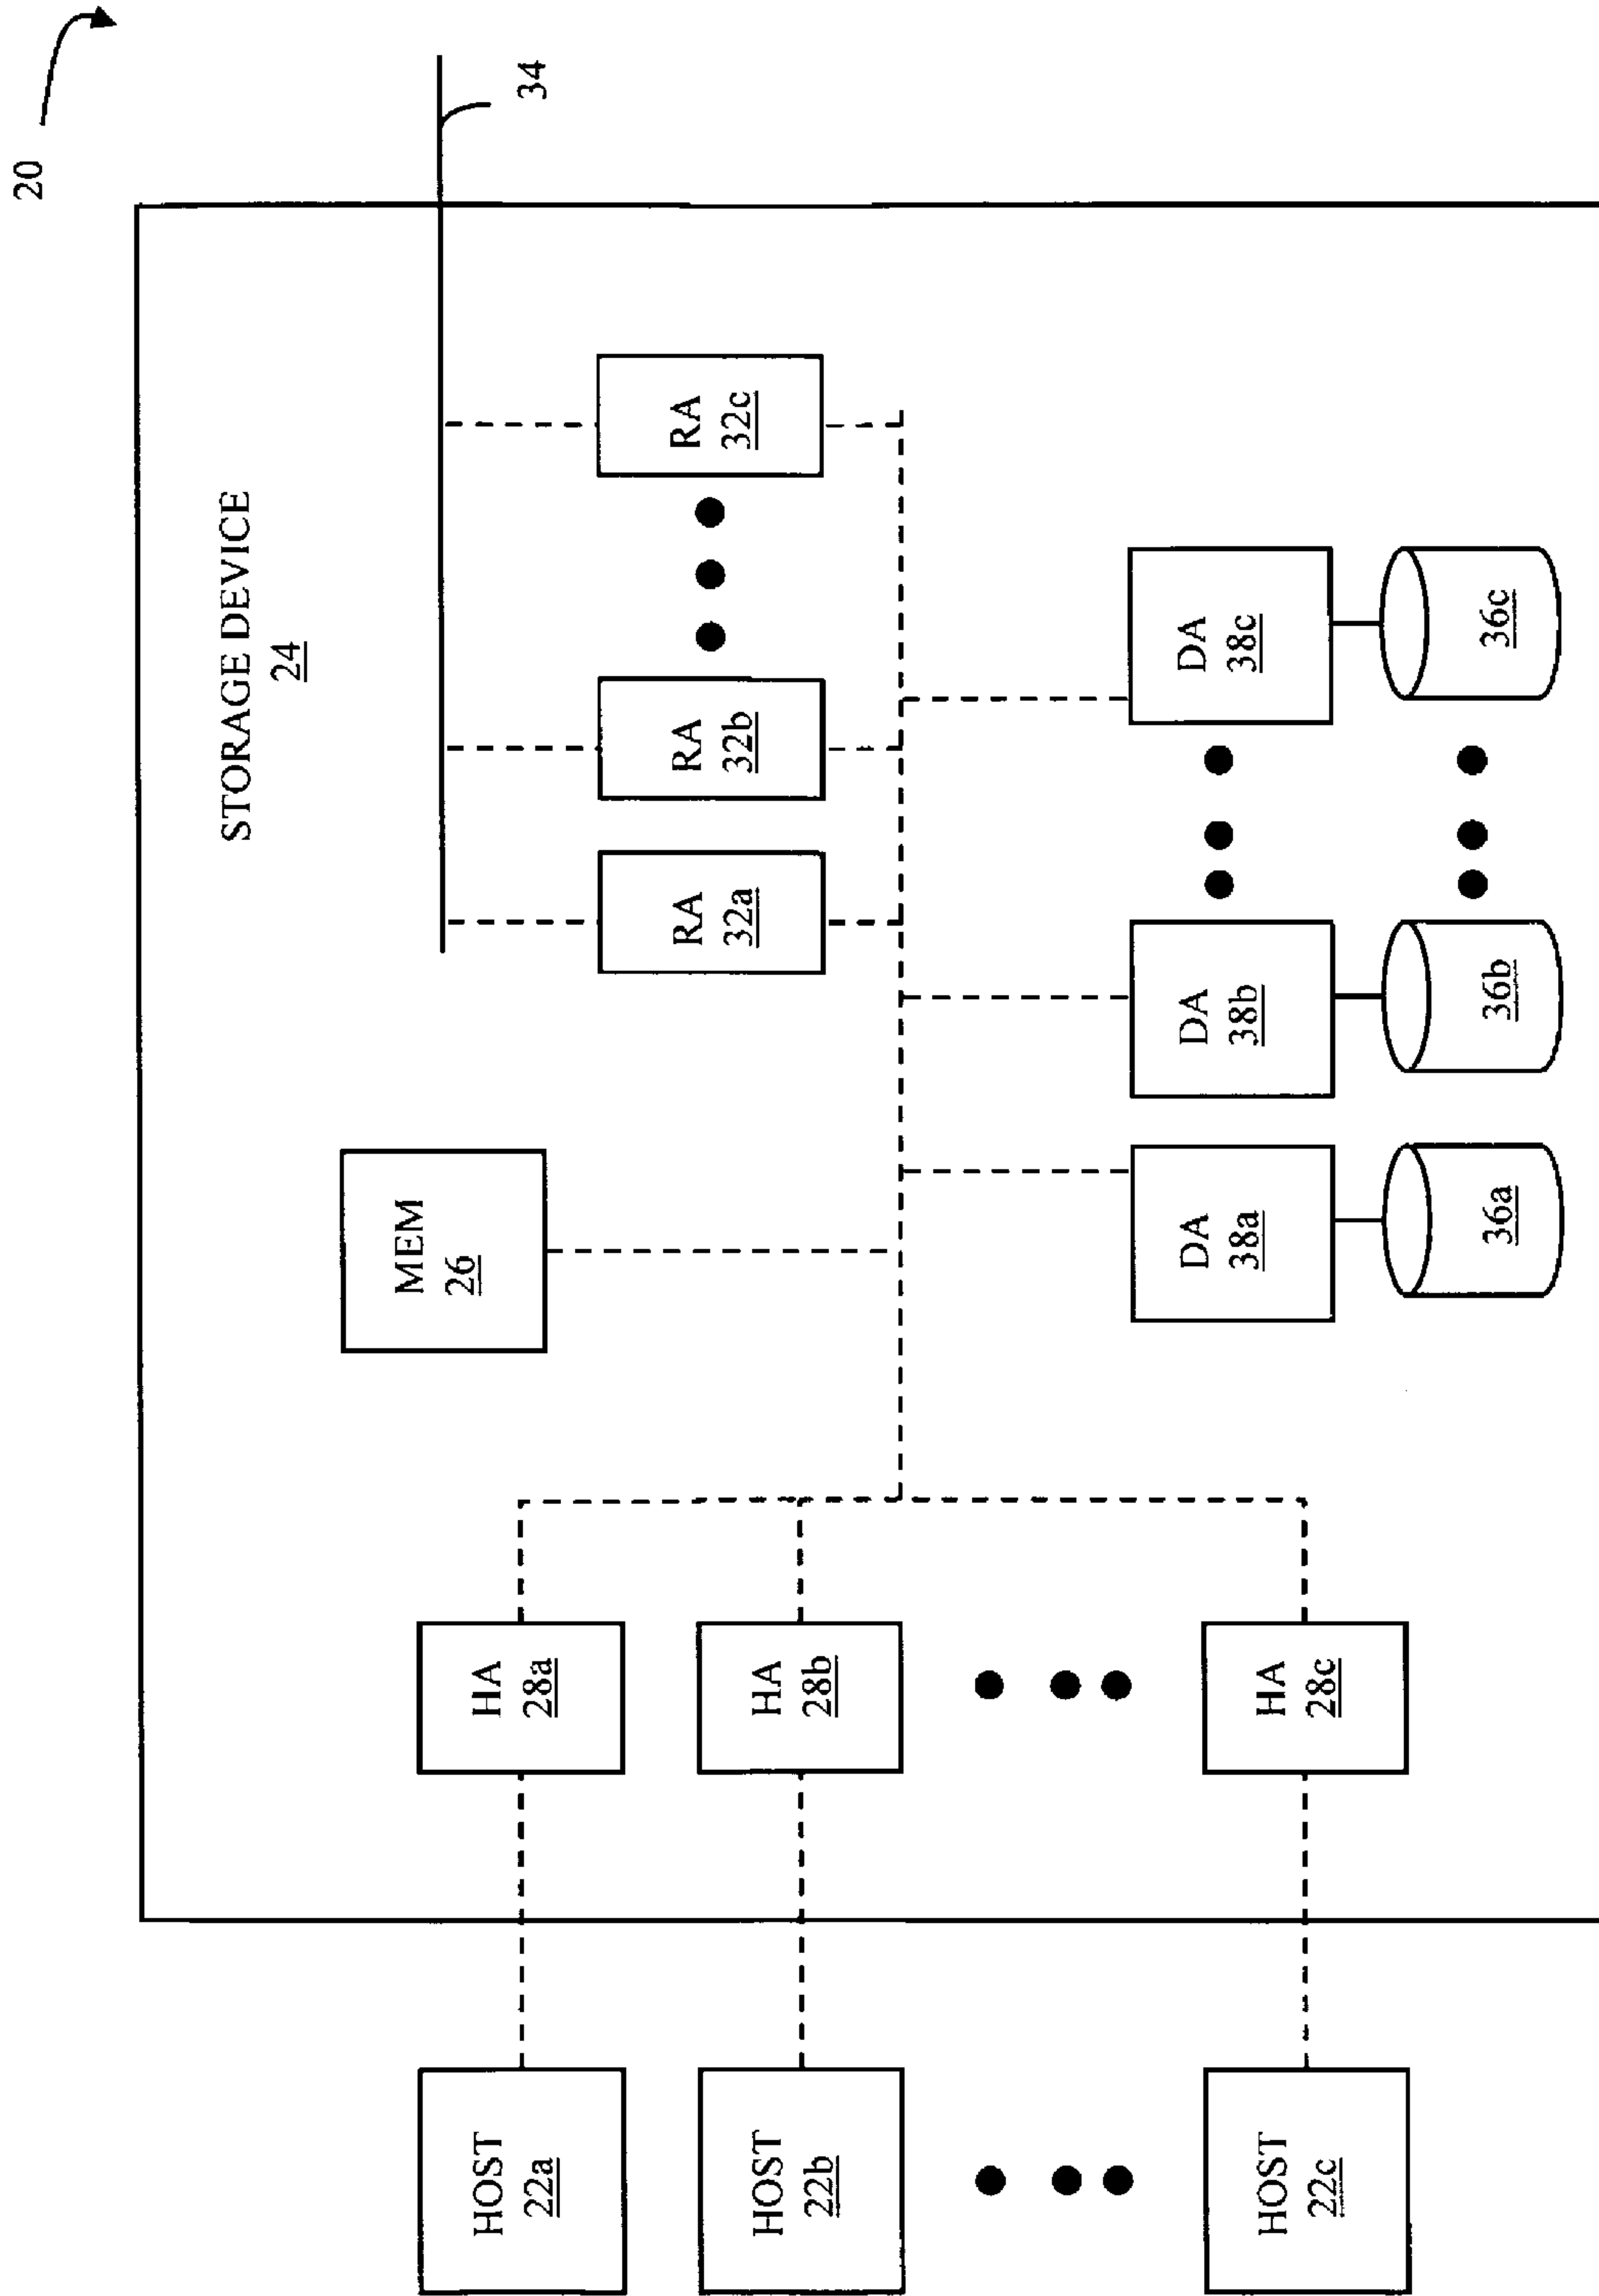 20
STORAGE DEVICE
24
34
MEM
26
RA
32a
RA
32b
RA
32c
HOST
22a
HA
28a
HOST
22b
HA
28b
HOST
22c
HA
28c
DA
38a
DA
38b
DA
38c
36a
36b
36c